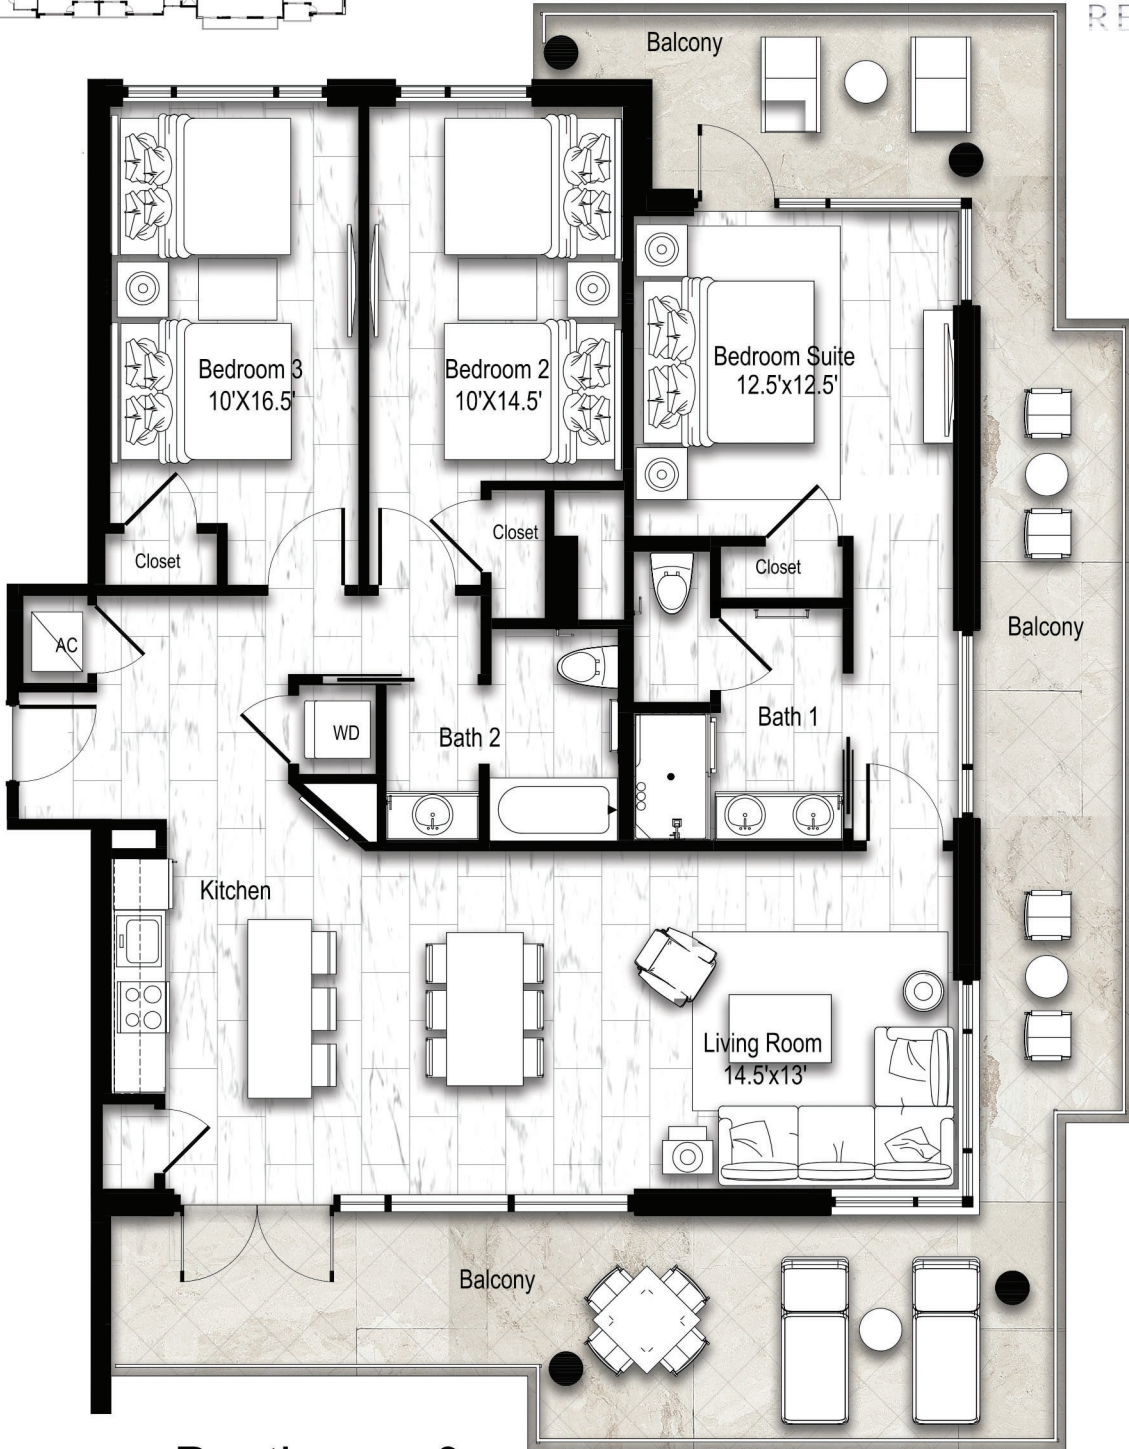 Balcony
Bedroom 3
10'X16.5'
Bedroom 2
10'X14.5'
Bedroom Suite
12.5'x12.5'
Closet
Closet
Closet
AC
Balcony
WD
Bath 2
Bath 1
Kitchen
Living Room
14.5'x13'
Balcony